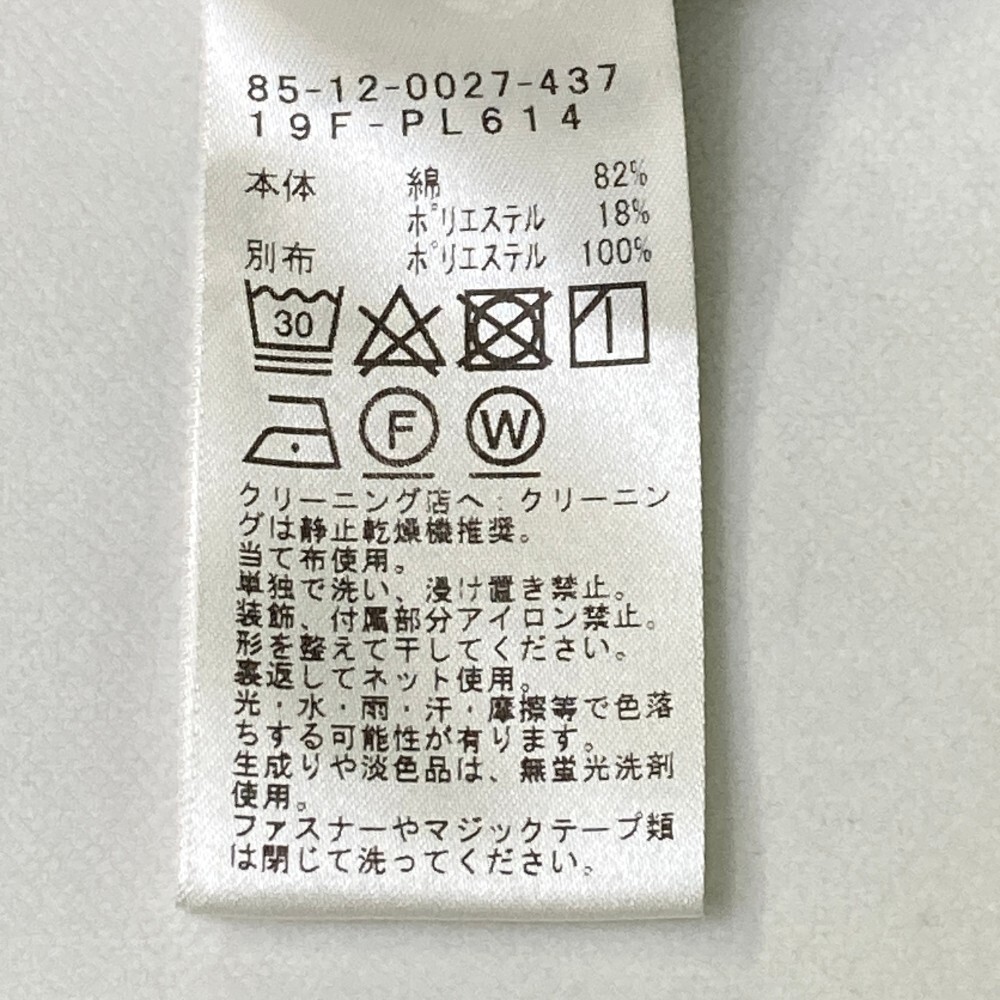 85-12-0027-437
19F-PL614
本体 綿 82%
ポリエステル 18%
別布 ポリエステル 100%
30
F W
クリーニング店へ:クリーニン
グは静止乾燥機推奨。
当て布使用。
単独で洗い、浸け置き禁止。
装飾、付属部分アイロン禁止。
形を整えて干してください。
裏返してネット使用。
光・水・雨・汗・摩擦等で色落
ちする可能性が有ります。
生成りや淡色品は、無蛍光洗剤
使用。
ファスナーやマジックテープ類
は閉じて洗ってください。